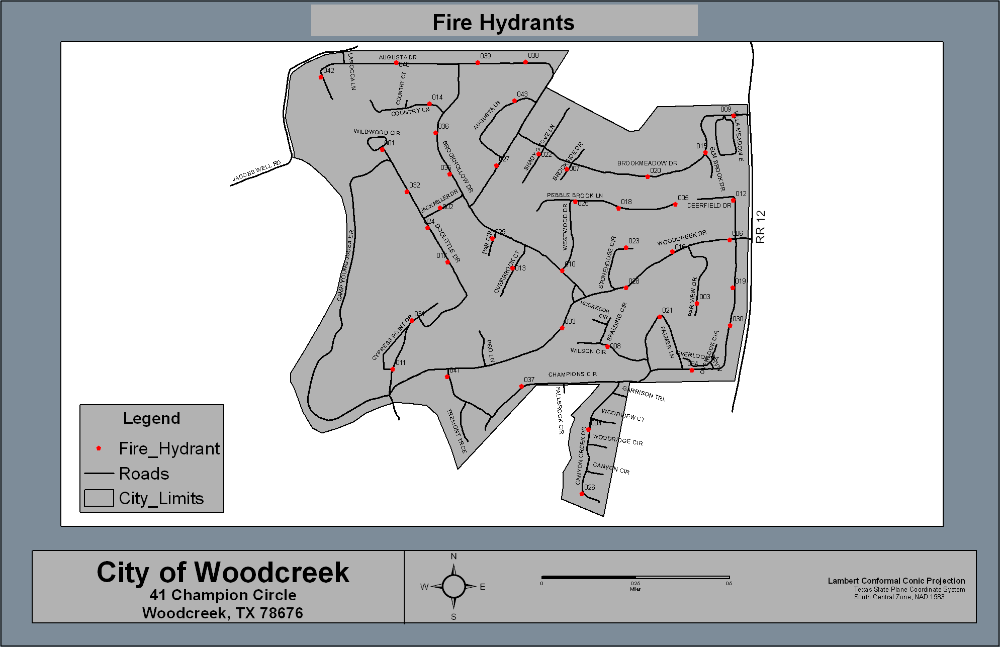 Fire Hydrants
AUGUSTA DR
039
038
040
042
LAROCCA LN
COUNTRY CT
014
043
COUNTRY LN
AUGUSTA LN
009
VILLA MEADOW E
036
WILDWOOD CIR
001
SHADY GROVE LN
BROOKSIDE DR
015
ELM BROOK DR
BROOKHOLLOW DR
022
027
JACOBS WELL RD
BROOKMEADOW DR
035
007
020
032
JACK MILLER DR
002
PEBBLE BROOK LN
025
018
005
012
DEERFIELD DR
RR 12
024
DOOLITTLE DR
WESTWOOD DR
029
PAR CIR
WOODCREEK DR
006
016
023
STONEHOUSE CIR
CAMP YOUNG JUDEA DR
017
OVERBROOK CT
013
010
028
019
PAR VIEW DR
003
MCGREGOR
CIR
SPALDING CIR
031
CYPRESS POINT DR
033
021
030
PALMER LN
PRO LN
WILSON CIR
008
OVERLOOK CT
OVERBROOK CIR
034
011
041
037
CHAMPIONS CIR
GARRISON TRL
FALLBROOK CIR
TREMONT TRCE
WOODVIEW CT
004
WOODRIDGE CIR
CANYON CREEK DR
CANYON CIR
026
Legend
Fire_Hydrant
Roads
City_Limits
City of Woodcreek
41 Champion Circle
Woodcreek, TX 78676
N
W
E
S
0
0.25
0.5
Miles
Lambert Conformal Conic Projection
Texas State Plane Coordinate System
South Central Zone, NAD 1983